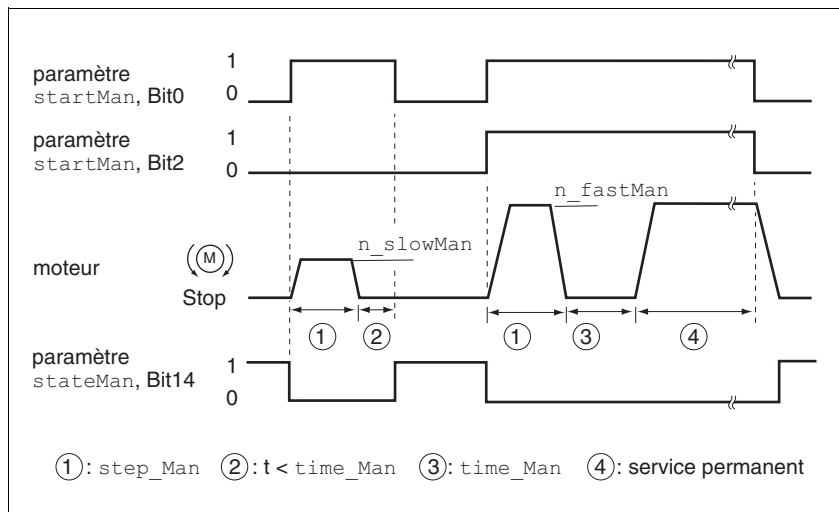 paramètre
startMan, Bit0
1
0
paramètre
startMan, Bit2
1
0
n_fastMan
n_slowMan
moteur
M
Stop
1 2 1 3 4
paramètre
stateMan, Bit14
1
0
1: step_Man 2: t < time_Man 3: time_Man 4: service permanent